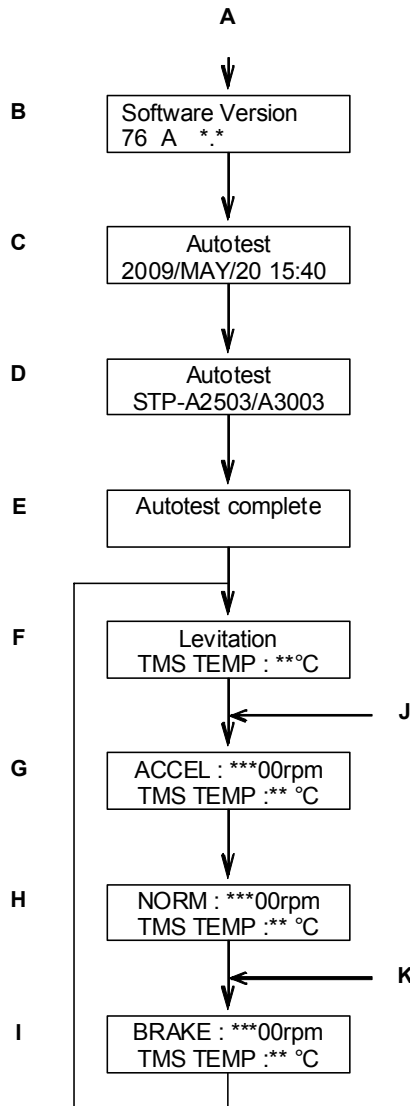 A
B
Software Version
76 A *.*
C
Autotest
2009/MAY/20 15:40
D
Autotest
STP-A2503/A3003
E
Autotest complete
F
Levitation
TMS TEMP : **°C
J
G
ACCEL : ***00rpm
TMS TEMP :** °C
H
NORM : ***00rpm
TMS TEMP :** °C
K
I
BRAKE : ***00rpm
TMS TEMP :** °C